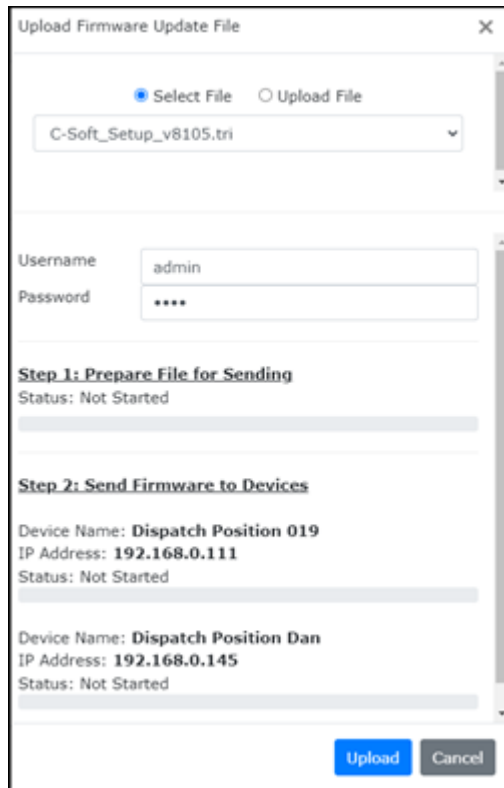 Upload Firmware Update File
Select File Upload File
C-Soft_Setup_v8105.tri
Username admin
Password ••••
Step 1: Prepare File for Sending
Status: Not Started
Step 2: Send Firmware to Devices
Device Name: Dispatch Position 019
IP Address: 192.168.0.111
Status: Not Started
Device Name: Dispatch Position Dan
IP Address: 192.168.0.145
Status: Not Started
Upload Cancel